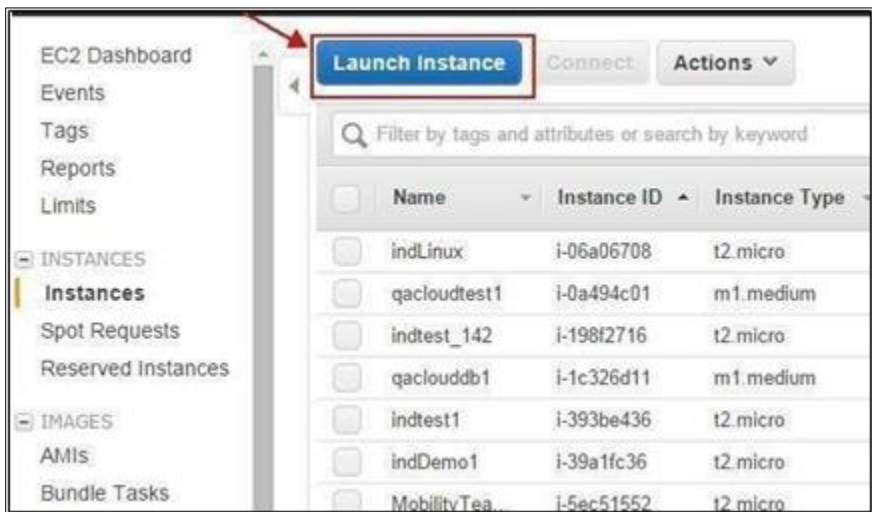 EC2 Dashboard
Events
Tags
Reports
Limits
INSTANCES
Instances
Spot Requests
Reserved Instances
IMAGES
AMIs
Bundle Tasks
Launch Instance Connect Actions
Filter by tags and attributes or search by keyword
Name Instance ID Instance Type
indLinux i-06a06708 t2.micro
qacloudtest1 i-0a494c01 m1.medium
indtest_142 i-198f2716 t2.micro
qaclouddb1 i-1c326d11 m1.medium
indtest1 i-393be436 t2.micro
indDemo1 i-39a1fc36 t2.micro
MobilityTea... i-5ec51552 t2.micro